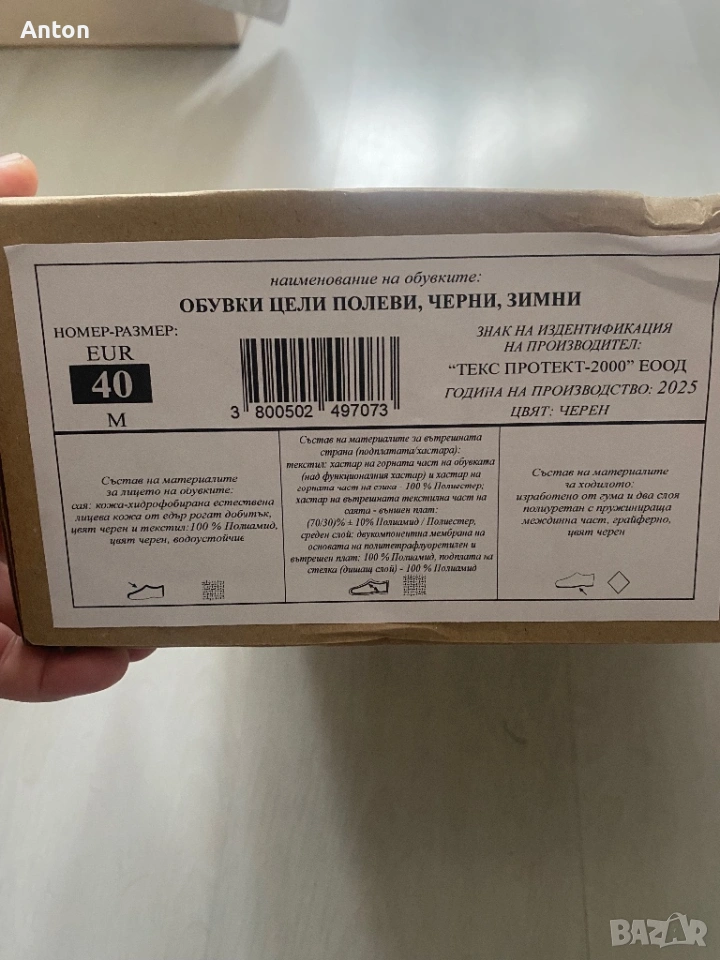 Anton
наименование на обувките:
ОБУВКИ ЦЕЛИ ПОЛЕВИ, ЧЕРНИ, ЗИМНИ
НОМЕР-РАЗМЕР:
EUR
40
M
3 800502 497073
ЗНАК НА ИЗДЕНТИФИКАЦИЯ
НА ПРОИЗВОДИТЕЛ:
“ТЕКС ПРОТЕКТ-2000” ЕООД
ГОДИНА НА ПРОИЗВОДСТВО: 2025
ЦВЯТ: ЧЕРЕН
Състав на материалите
за лицето на обувките:
сая: кожа-хидрофобирана естествена
лицева кожа от едър рогат добитък,
цвят черен и текстил:100 % Полиамид,
цвят черен, водоустойчив
Състав на материалите за вътрешната
страна (подплатата/хастара):
текстил: хастар на горната част на обувката
(над функционалния хастар) и хастар на
горната част на езика - 100 % Полиестер;
хастар на вътрешната текстилна част на
саята - външен плат:
(70/30)% ± 10% Полиамид / Полиестер,
среден слой: двукомпонентна мембрана на
основата на политетрафлуоретилен и
вътрешен плат: 100 % Полиамид, подплата на
стелка (дишащ слой) - 100 % Полиамид
Състав на материалите
за ходилото:
изработено от гума и два слоя
полиуретан с пружинираща
междинна част, грайферно,
цвят черен
BAZAR